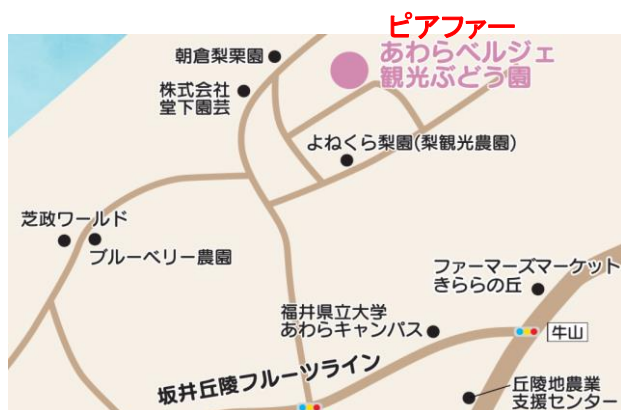 ピアファー
あわらベルジェ
観光ぶどう園
朝倉梨栗園
株式会社
堂下園芸
よねくら梨園(梨観光農園)
芝政ワールド
ブルーベリー農園
ファーマーズマーケット
きららの丘
福井県立大学
あわらキャンパス
牛山
坂井丘陵フルーツライン
丘陵地農業
支援センター